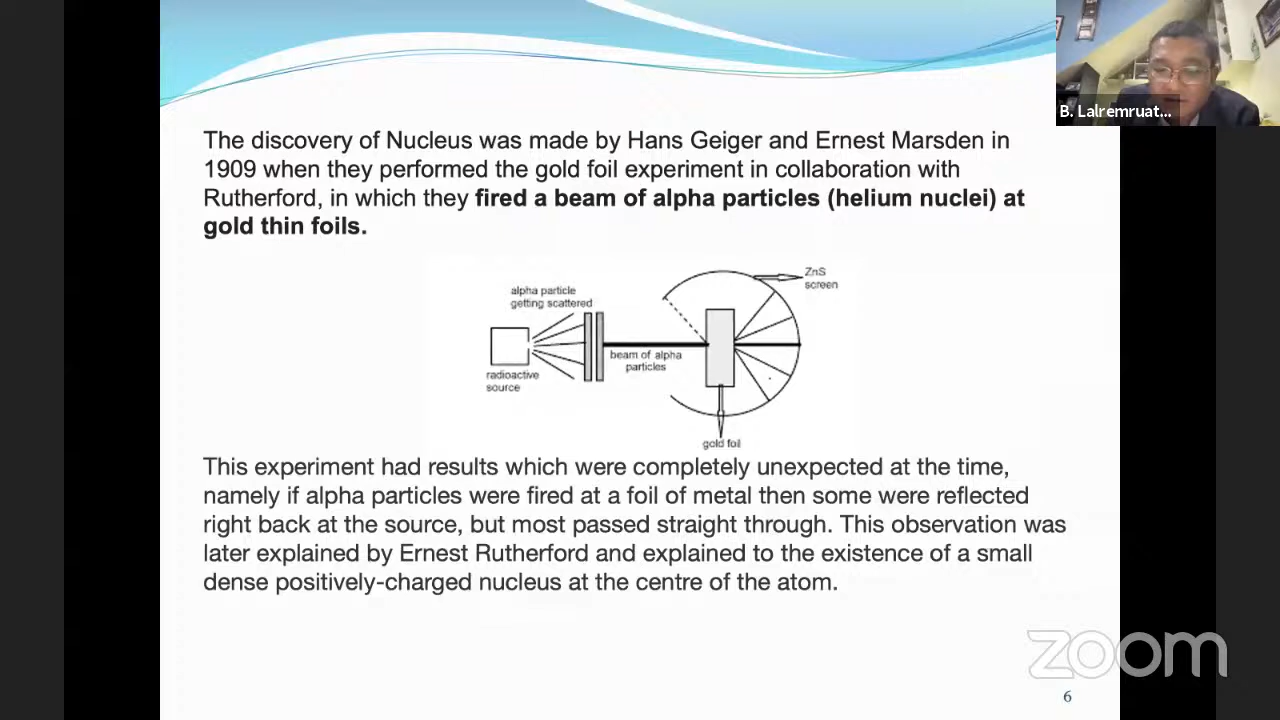 B. Lalremruat...
The discovery of Nucleus was made by Hans Geiger and Ernest Marsden in
1909 when they performed the gold foil experiment in collaboration with
Rutherford, in which they fired a beam of alpha particles (helium nuclei) at
gold thin foils.
ZnS
screen
alpha particle
getting scattered
beam of alpha
particles
radioactive
source
gold foil
This experiment had results which were completely unexpected at the time,
namely if alpha particles were fired at a foil of metal then some were reflected
right back at the source, but most passed straight through. This observation was
later explained by Ernest Rutherford and explained to the existence of a small
dense positively-charged nucleus at the centre of the atom.
zoom
6